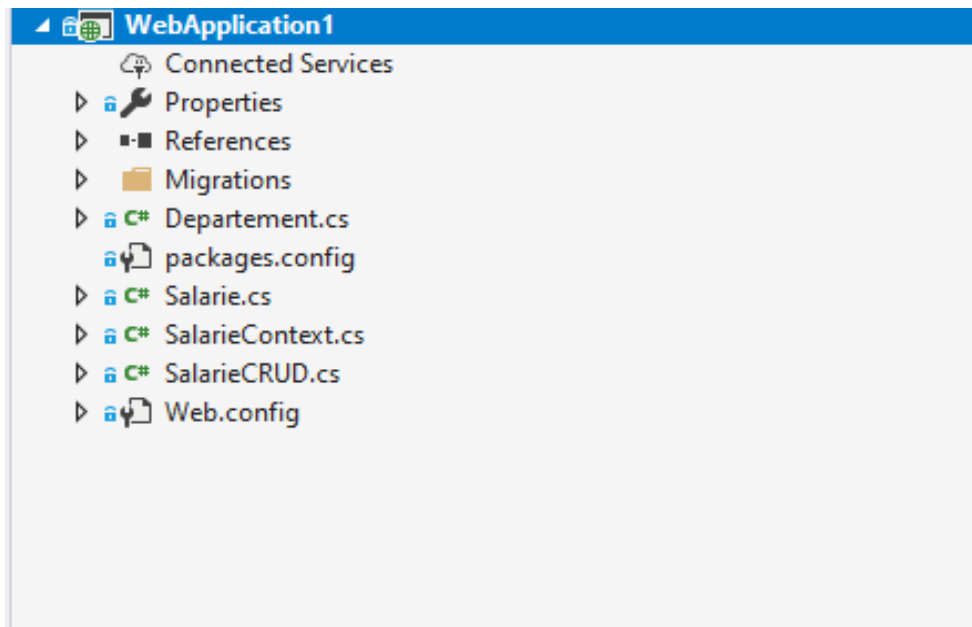 WebApplication1
Connected Services
Properties
References
Migrations
C# Departement.cs
packages.config
C# Salarie.cs
C# SalarieContext.cs
C# SalarieCRUD.cs
Web.config